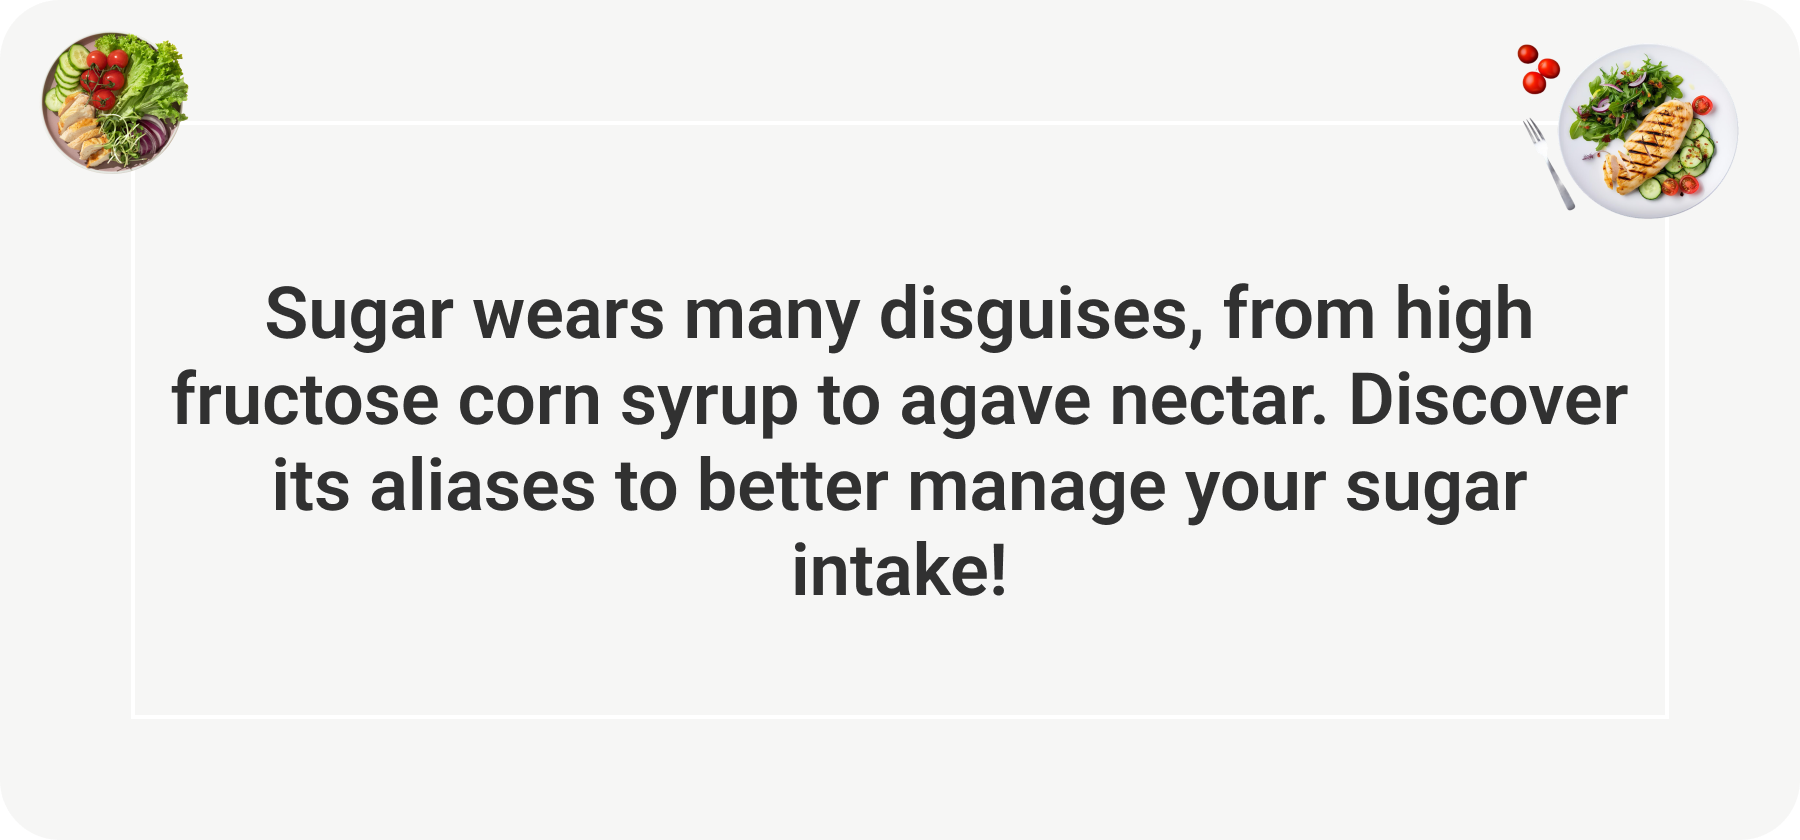 Sugar wears many disguises, from high
fructose corn syrup to agave nectar. Discover
its aliases to better manage your sugar
intake!